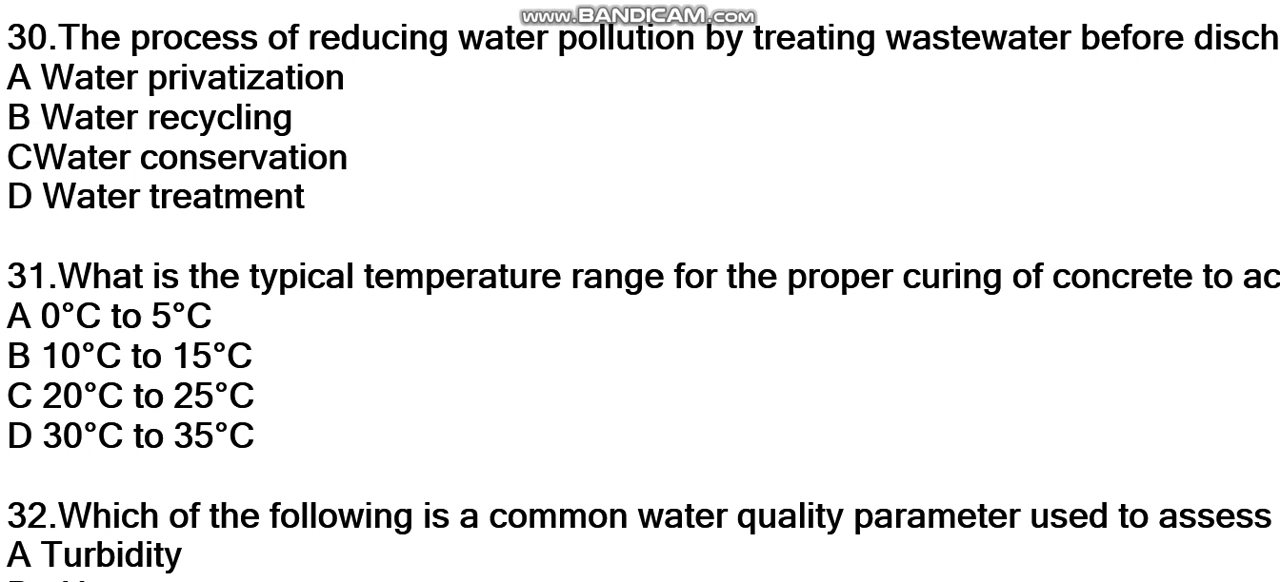 www.BANDICAM.com
30.The process of reducing water pollution by treating wastewater before disch
A Water privatization
B Water recycling
CWater conservation
D Water treatment
31.What is the typical temperature range for the proper curing of concrete to ac
A 0°C to 5°C
B 10°C to 15°C
C 20°C to 25°C
D 30°C to 35°C
32.Which of the following is a common water quality parameter used to assess
A Turbidity